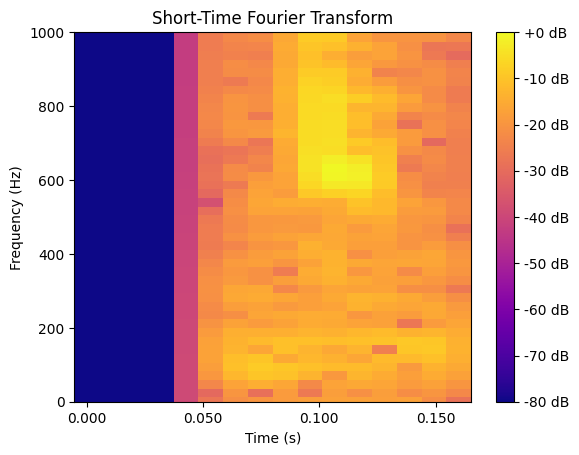 Short-Time Fourier Transform
Frequency (Hz)
1000
800
600
400
200
0
0.000
0.050
0.100
0.150
Time (s)
+0 dB
-10 dB
-20 dB
-30 dB
-40 dB
-50 dB
-60 dB
-70 dB
-80 dB